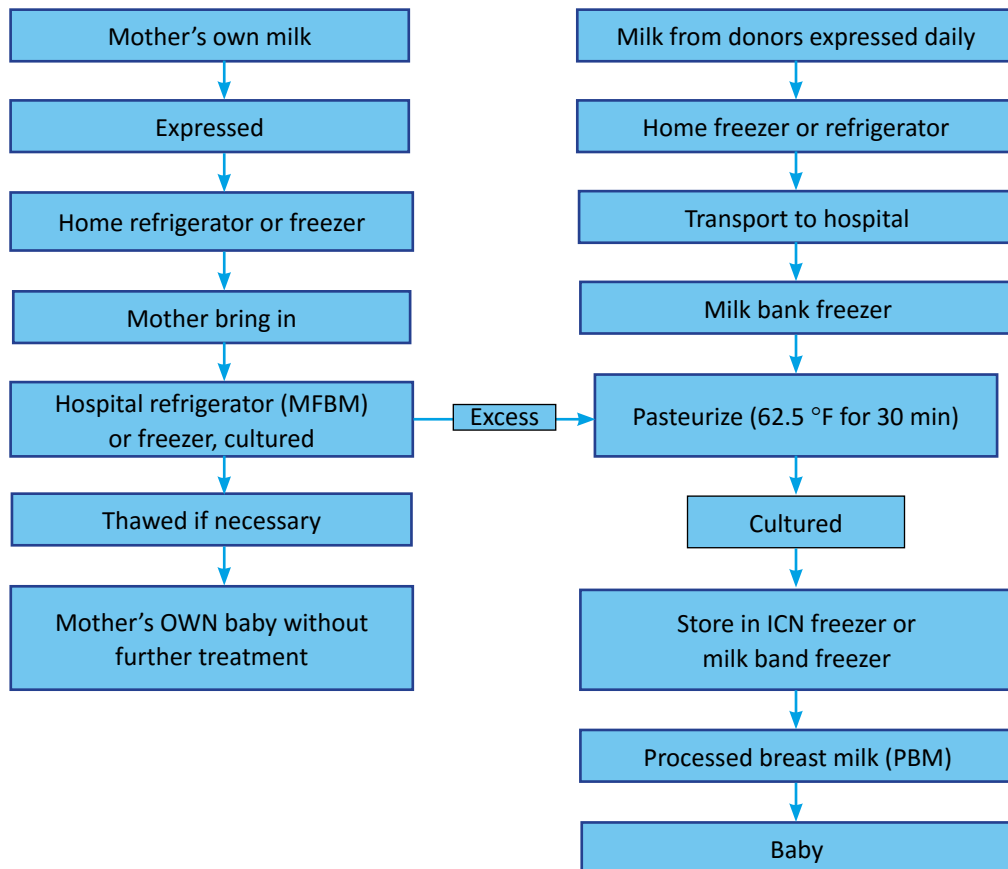 Mother’s own milk
Expressed
Home refrigerator or freezer
Mother bring in
Hospital refrigerator (MFBM)
or freezer, cultured
Thawed if necessary
Mother’s OWN baby without
further treatment
Excess
Milk from donors expressed daily
Home freezer or refrigerator
Transport to hospital
Milk bank freezer
Pasteurize (62.5 °F for 30 min)
Cultured
Store in ICN freezer or
milk band freezer
Processed breast milk (PBM)
Baby